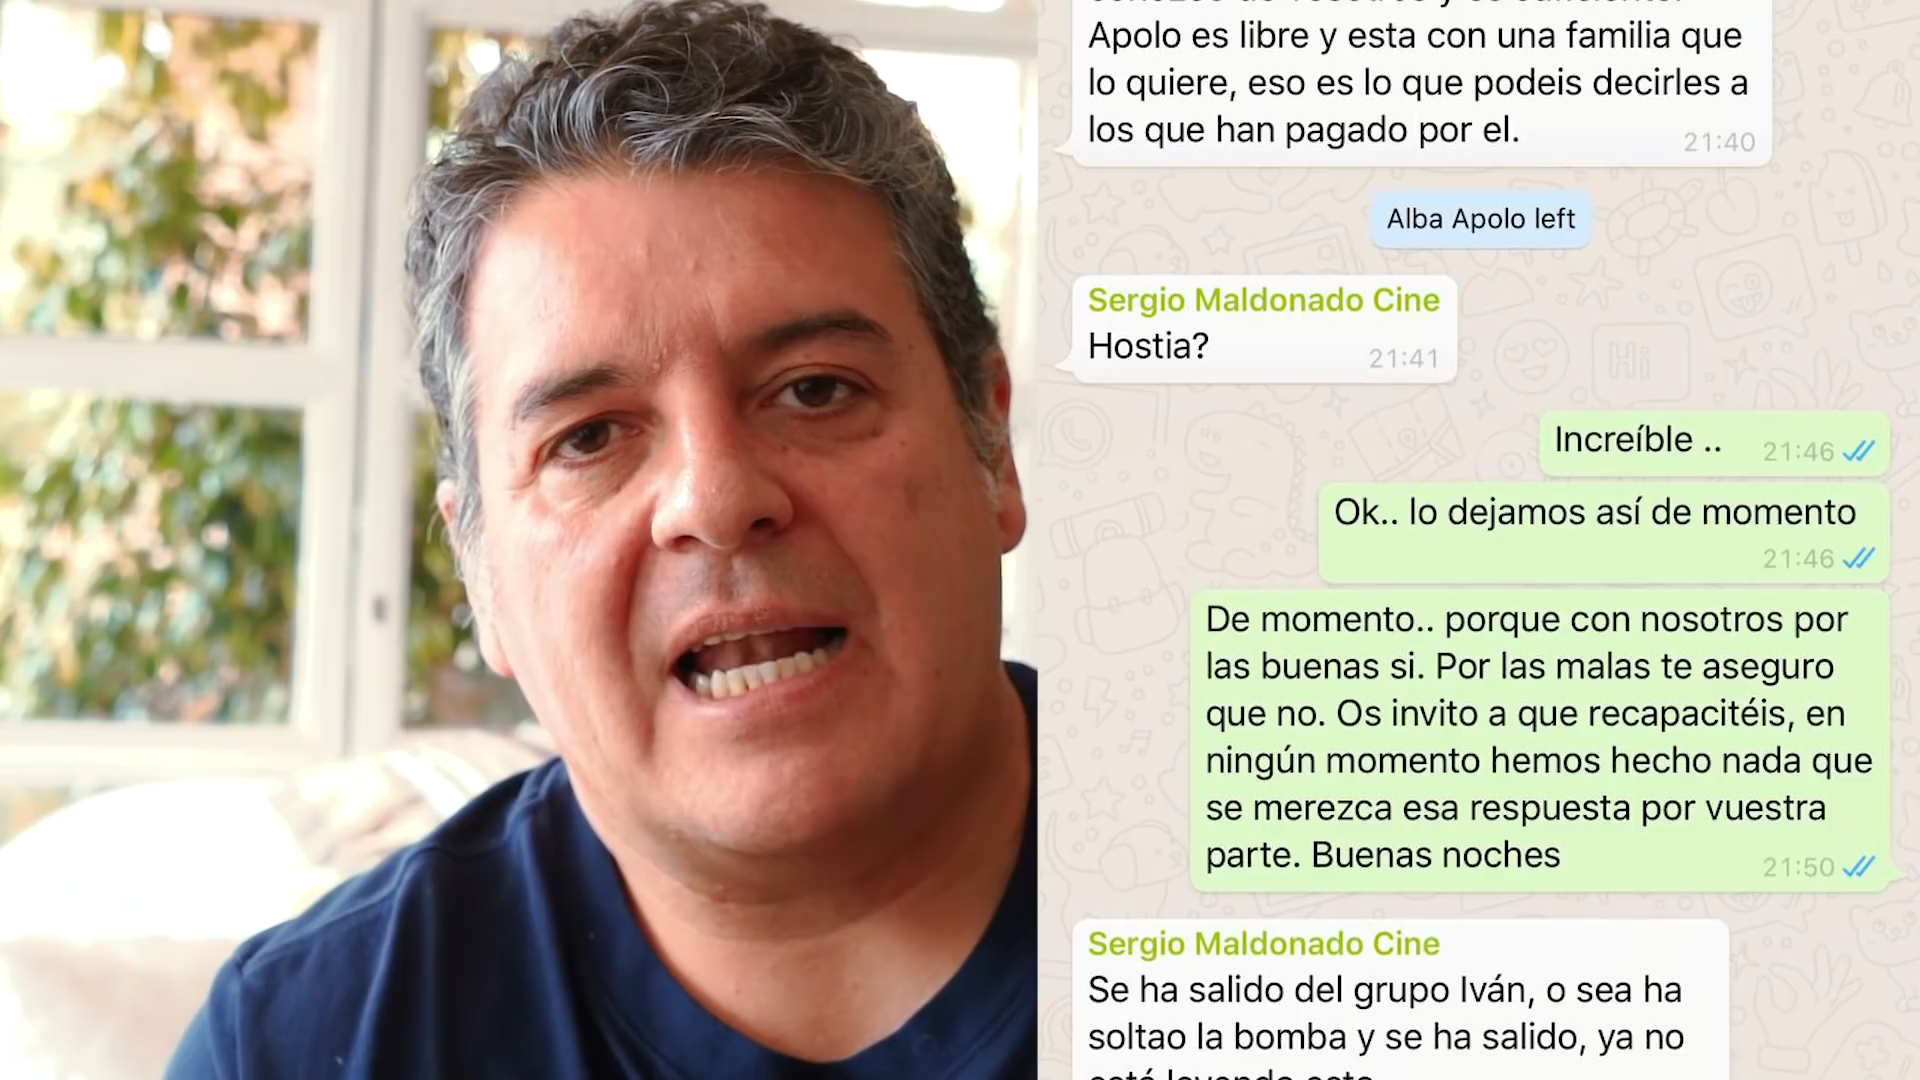 Apolo es libre y esta con una familia que
lo quiere, eso es lo que podeis decirles a
los que han pagado por el.
21:40
Alba Apolo left
Sergio Maldonado Cine
Hostia?
21:41
Increíble ..
21:46
Ok.. lo dejamos así de momento
21:46
De momento.. porque con nosotros por
las buenas si. Por las malas te aseguro
que no. Os invito a que recapacitéis, en
ningún momento hemos hecho nada que
se merezca esa respuesta por vuestra
parte. Buenas noches
21:50
Sergio Maldonado Cine
Se ha salido del grupo Iván, o sea ha
soltao la bomba y se ha salido, ya no